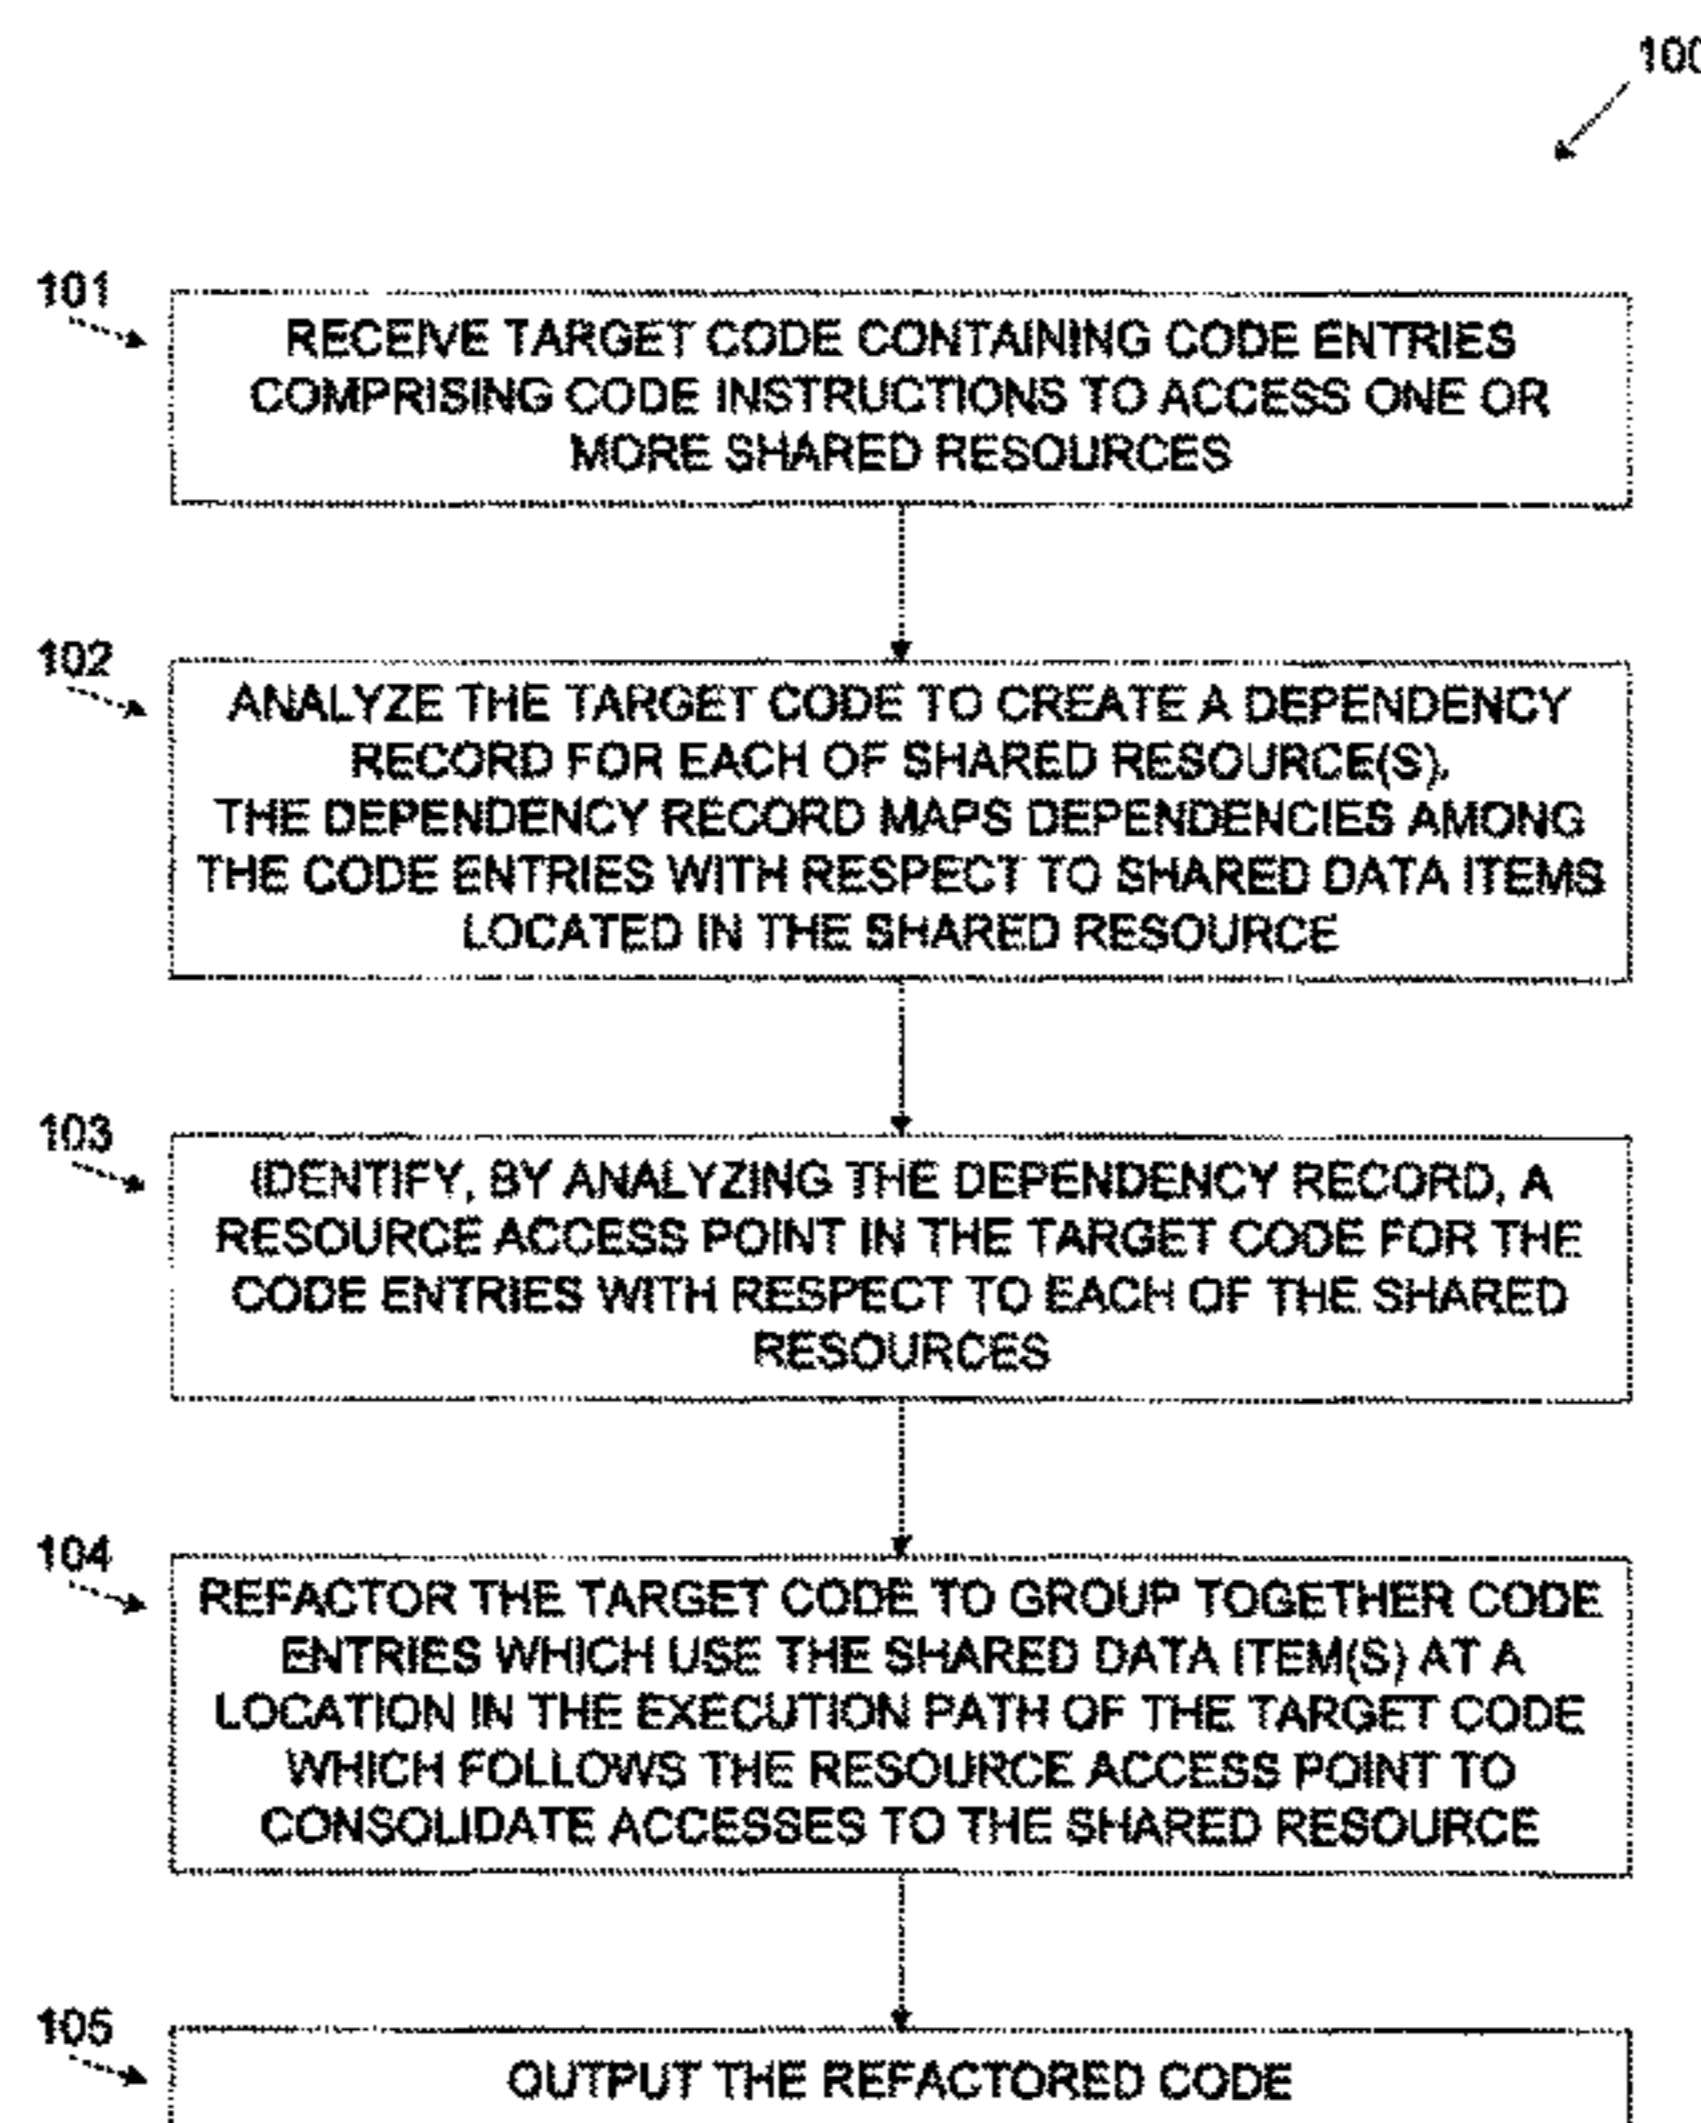 100
101
RECEIVE TARGET CODE CONTAINING CODE ENTRIES
COMPRISING CODE INSTRUCTIONS TO ACCESS ONE OR
MORE SHARED RESOURCES
102
ANALYZE THE TARGET CODE TO CREATE A DEPENDENCY
RECORD FOR EACH OF SHARED RESOURCE(S),
THE DEPENDENCY RECORD MAPS DEPENDENCIES AMONG
THE CODE ENTRIES WITH RESPECT TO SHARED DATA ITEMS
LOCATED IN THE SHARED RESOURCE
103
IDENTIFY, BY ANALYZING THE DEPENDENCY RECORD, A
RESOURCE ACCESS POINT IN THE TARGET CODE FOR THE
CODE ENTRIES WITH RESPECT TO EACH OF THE SHARED
RESOURCES
104
REFACTOR THE TARGET CODE TO GROUP TOGETHER CODE
ENTRIES WHICH USE THE SHARED DATA ITEM(S) AT A
LOCATION IN THE EXECUTION PATH OF THE TARGET CODE
WHICH FOLLOWS THE RESOURCE ACCESS POINT TO
CONSOLIDATE ACCESSES TO THE SHARED RESOURCE
105
OUTPUT THE REFACTORED CODE